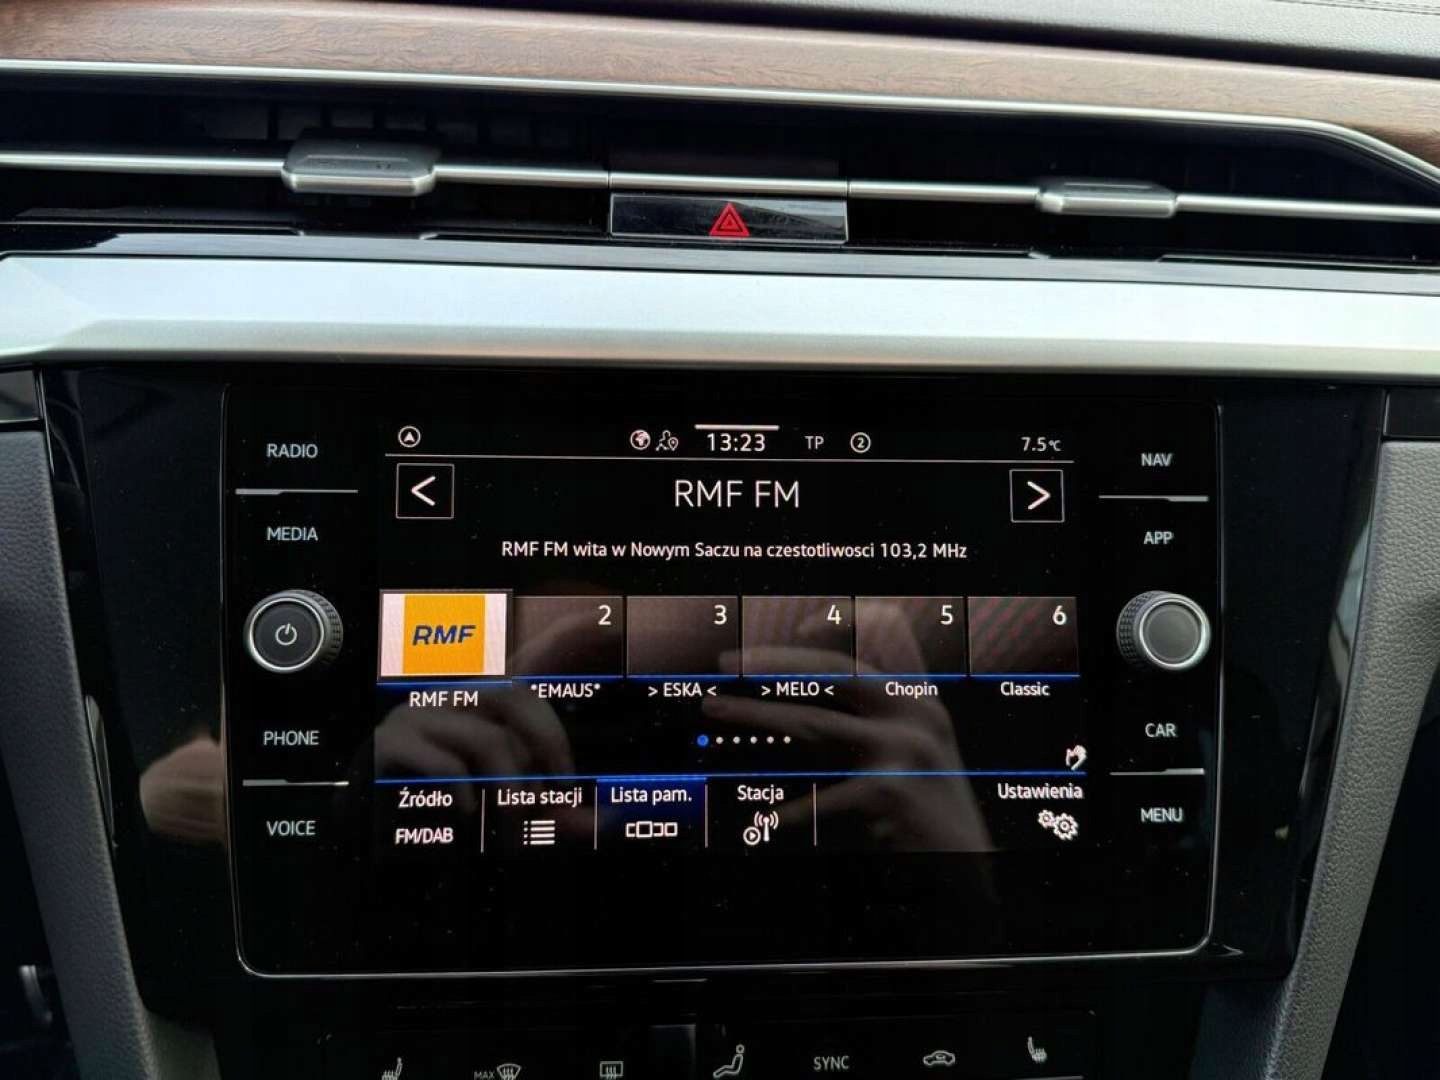 RADIO
MEDIA
PHONE
VOICE
13:23
TP
2
7.5°C
RMF FM
RMF FM wita w Nowym Saczu na czestotliwosci 103,2 MHz
RMF
2
3
4
5
6
RMF FM
*EMAUS*
> ESKA <
> MELO <
Chopin
Classic
Źródło
FM/DAB
Lista stacji
Lista pam.
Stacja
Ustawienia
NAV
APP
CAR
MENU
MAX
SYNC